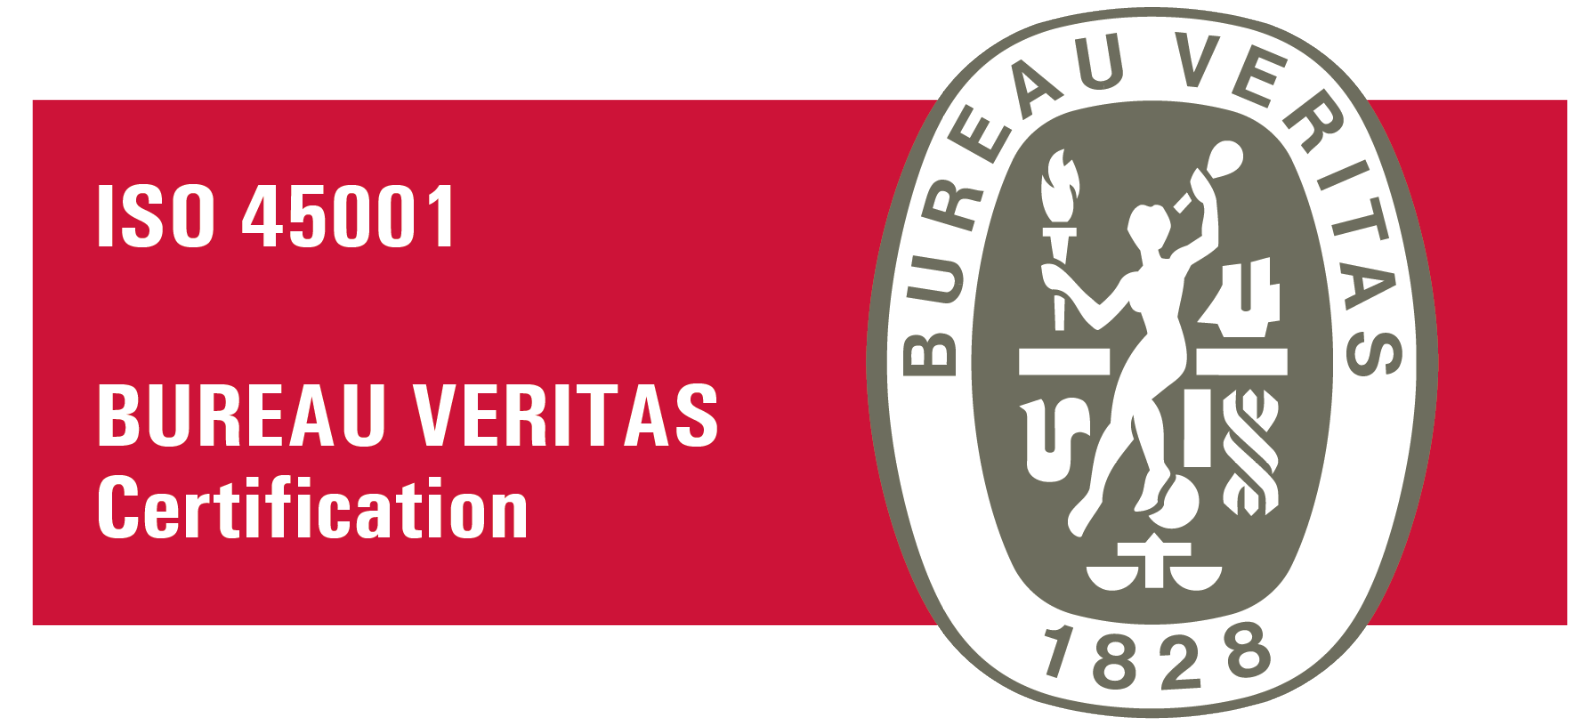 ISO 45001
BUREAU VERITAS
Certification
BUREAU VERITAS
1828